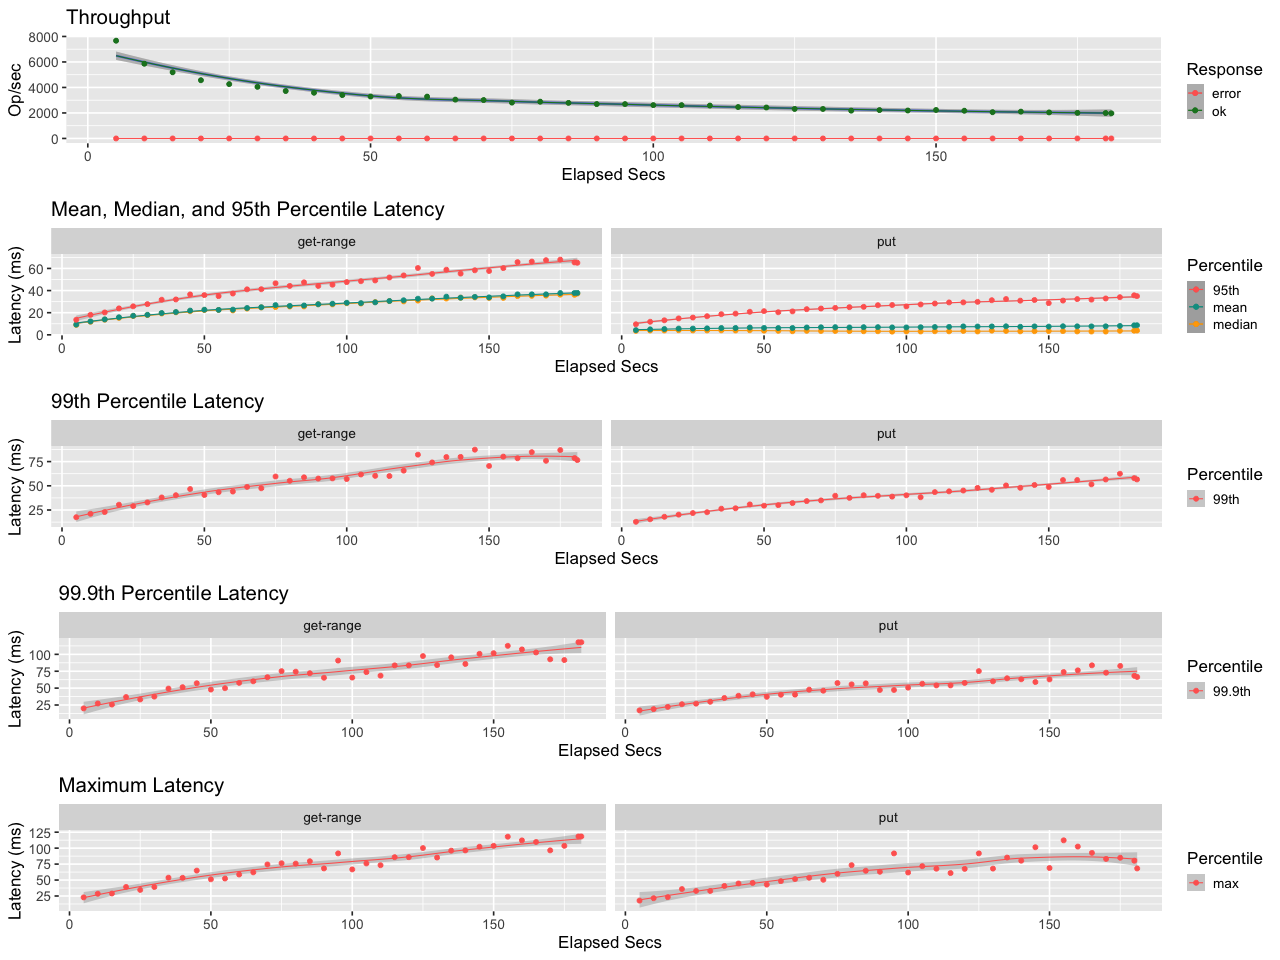 Throughput
8000
6000
4000
2000
0
Op/sec
0 50 100 150
Elapsed Secs
Response
error
ok
Mean, Median, and 95th Percentile Latency
get-range put
60
40
20
0
Latency (ms)
0 50 100 150 0 50 100 150
Elapsed Secs
Percentile
95th
mean
median
99th Percentile Latency
get-range put
75
50
25
Latency (ms)
0 50 100 150 0 50 100 150
Elapsed Secs
Percentile
99th
99.9th Percentile Latency
get-range put
100
75
50
25
Latency (ms)
0 50 100 150 0 50 100 150
Elapsed Secs
Percentile
99.9th
Maximum Latency
get-range put
125
100
75
50
25
Latency (ms)
0 50 100 150 0 50 100 150
Elapsed Secs
Percentile
max